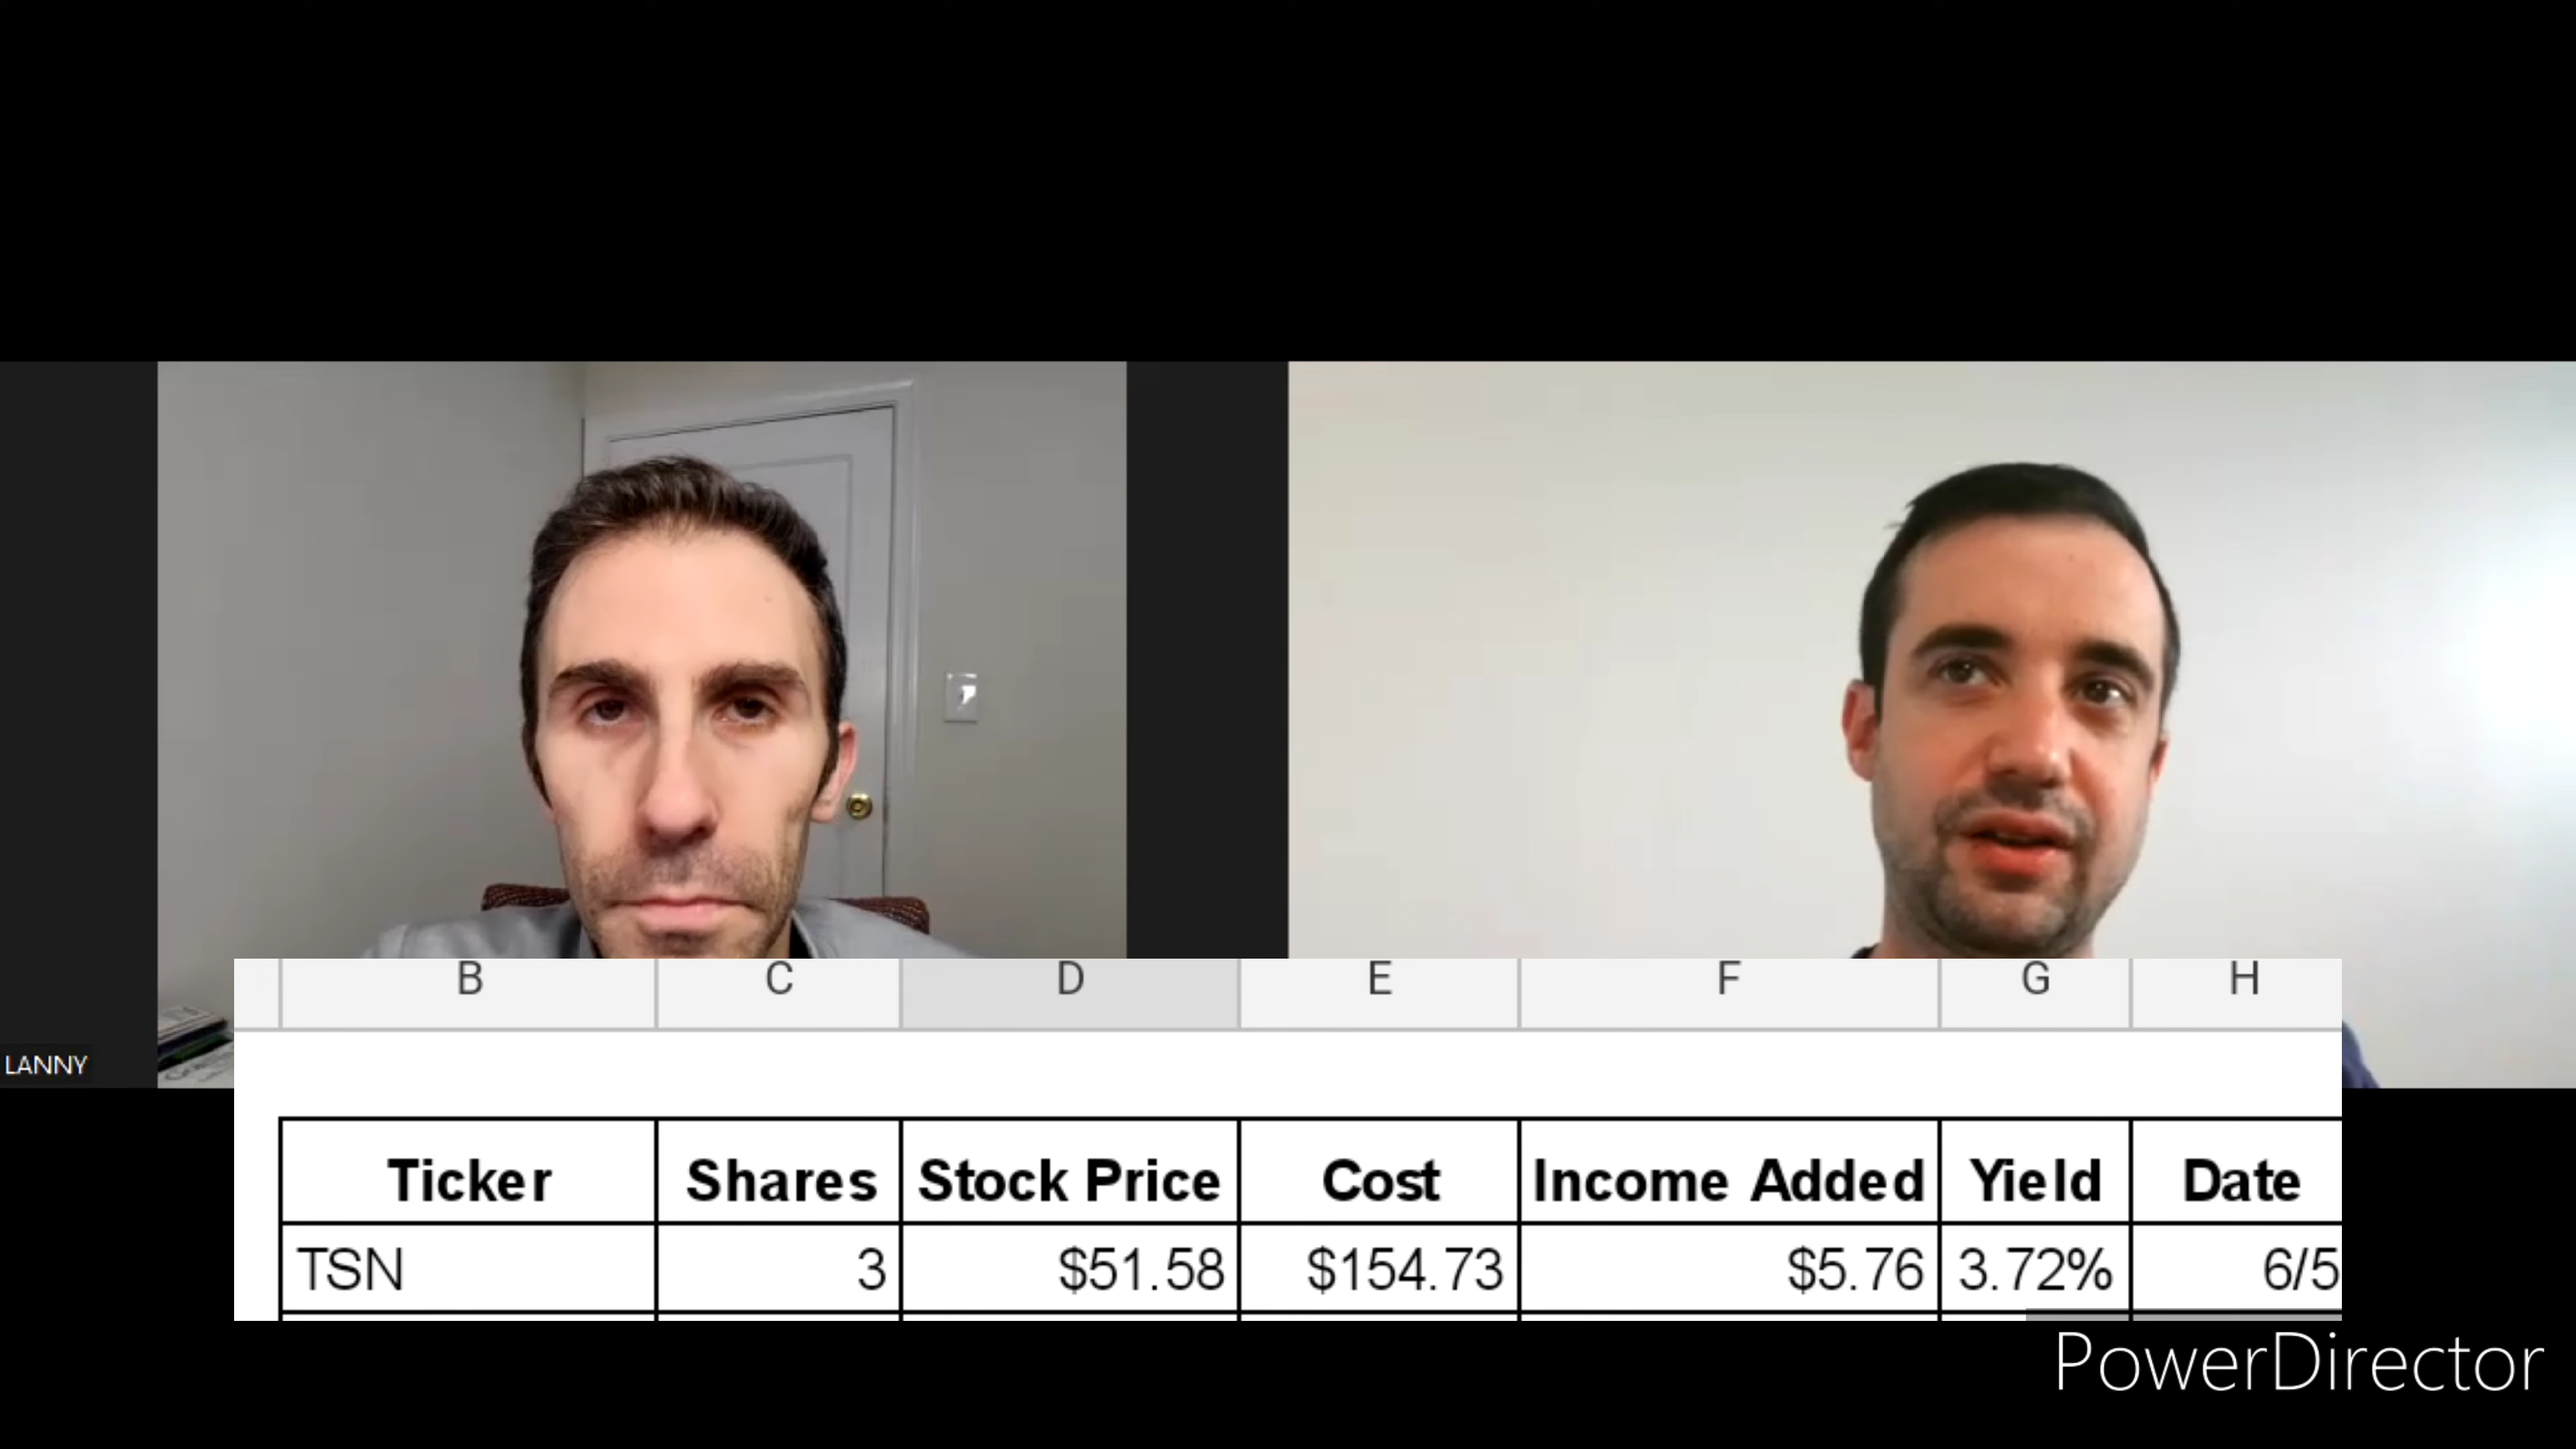 LANNY
B C D E F G H
Ticker Shares Stock Price Cost Income Added Yield Date
TSN 3 $51.58 $154.73 $5.76 3.72% 6/5
PowerDirector